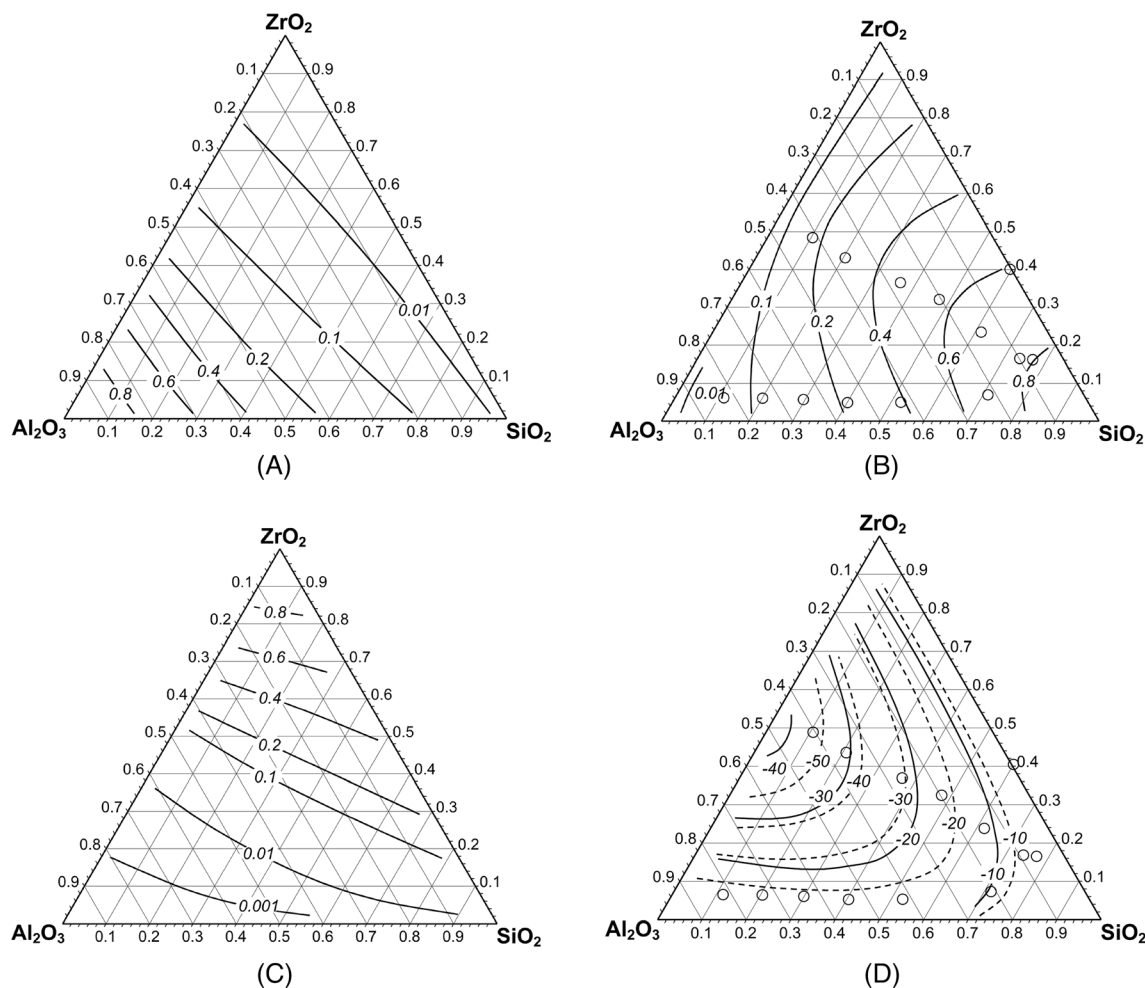 ZrO₂
0.1 0.9
0.2 0.8
0.3 0.7
0.4 0.6
0.5 0.5
0.6 0.4
0.7 0.3
0.01
0.8 0.1 0.2
0.2
0.9 0.4 0.1
0.8 0.6
Al₂O₃ 0.1 0.2 0.3 0.4 0.5 0.6 0.7 0.8 0.9 SiO₂
(A)
ZrO₂
0.1 0.9
0.2 0.8
0.3 0.7
0.4 0.6
0.5 0.5
0.6 0.4
0.7 0.1 0.3
0.2
0.8 0.4 0.2
0.6
0.9 0.01 0.8 0.1
Al₂O₃ 0.1 0.2 0.3 0.4 0.5 0.6 0.7 0.8 0.9 SiO₂
(B)
ZrO₂
0.1 0.9
0.8
0.2 0.8
0.3 0.6 0.7
0.4 0.4 0.6
0.5 0.2 0.5
0.6 0.1 0.4
0.7 0.3
0.8 0.01 0.2
0.9 0.1
0.001
Al₂O₃ 0.1 0.2 0.3 0.4 0.5 0.6 0.7 0.8 0.9 SiO₂
(C)
ZrO₂
0.1 0.9
0.2 0.8
0.3 0.7
0.4 0.6
0.5 0.5
0.6 -40 -50 -40 0.4
0.7 -30 -30 0.3
0.8 -20 -20 -10 0.2
0.9 -10 0.1
Al₂O₃ 0.1 0.2 0.3 0.4 0.5 0.6 0.7 0.8 0.9 SiO₂
(D)